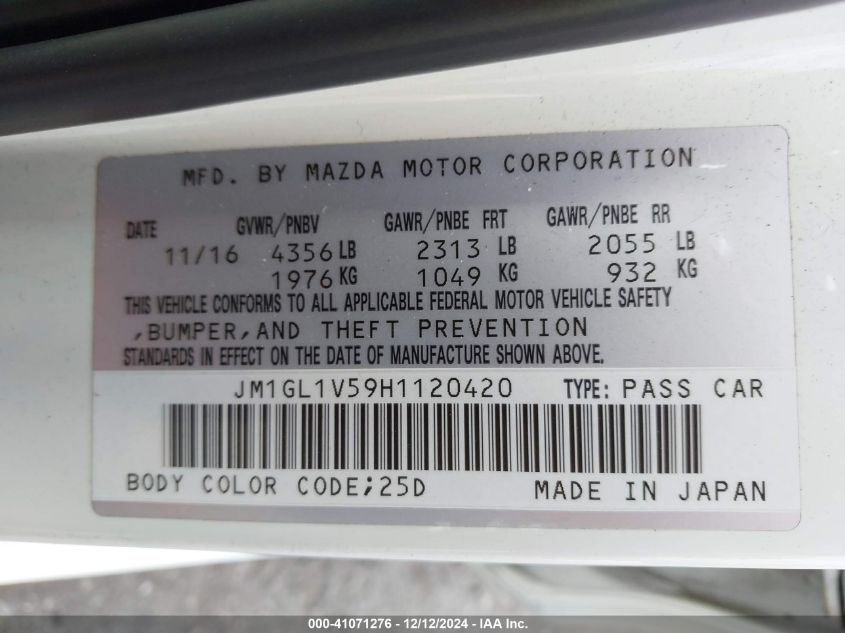 MFD. BY MAZDA MOTOR CORPORATION
DATE GVWR/PNBV GAWR/PNBE FRT GAWR/PNBE RR
11/16 4356 LB 2313 LB 2055 LB
1976 KG 1049 KG 932 KG
THIS VEHICLE CONFORMS TO ALL APPLICABLE FEDERAL MOTOR VEHICLE SAFETY
,BUMPER,AND THEFT PREVENTION
STANDARDS IN EFFECT ON THE DATE OF MANUFACTURE SHOWN ABOVE.
JM1GL1V59H1120420 TYPE: PASS CAR
BODY COLOR CODE;25D MADE IN JAPAN
000-41071276 - 12/12/2024 - IAA Inc.